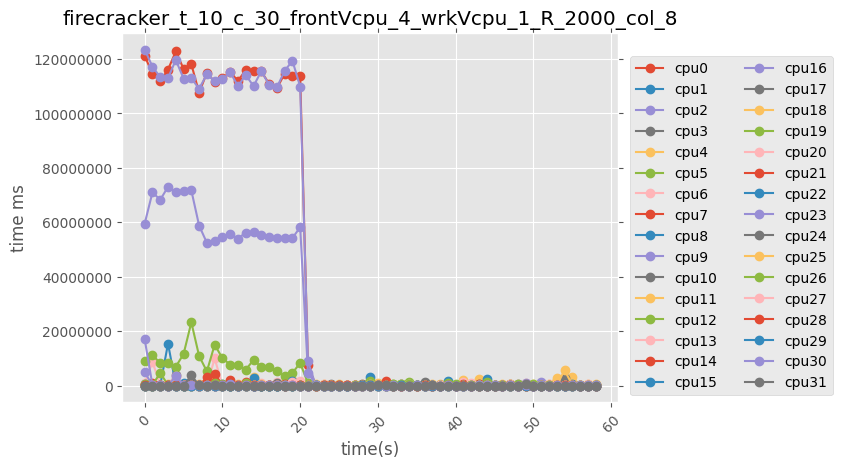 firecracker_t_10_c_30_frontVcpu_4_wrkVcpu_1_R_2000_col_8
time ms
120000000
100000000
80000000
60000000
40000000
20000000
0
0
10
20
30
40
50
60
time(s)
cpu0
cpu1
cpu2
cpu3
cpu4
cpu5
cpu6
cpu7
cpu8
cpu9
cpu10
cpu11
cpu12
cpu13
cpu14
cpu15
cpu16
cpu17
cpu18
cpu19
cpu20
cpu21
cpu22
cpu23
cpu24
cpu25
cpu26
cpu27
cpu28
cpu29
cpu30
cpu31